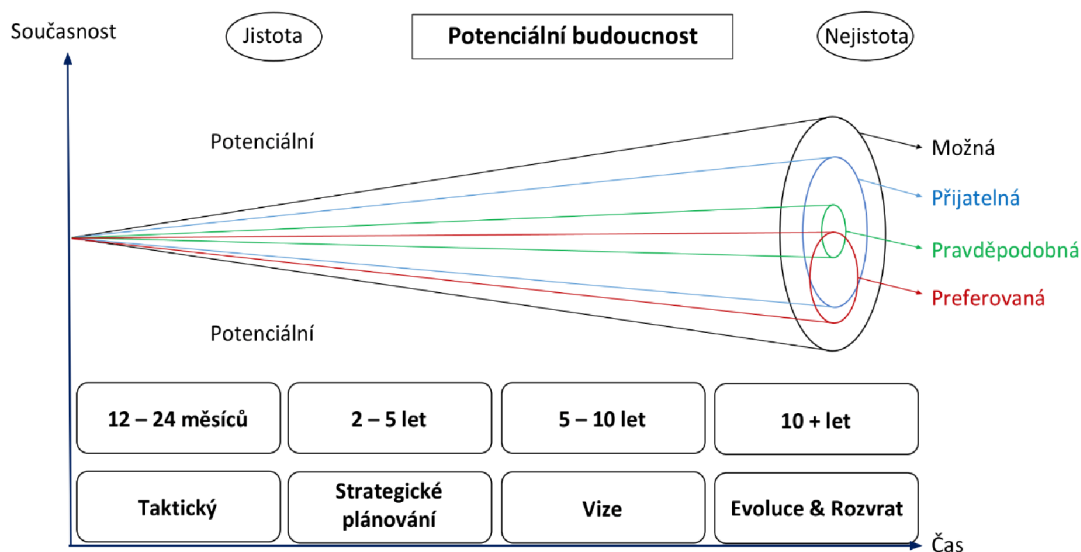 Současnost
Jistota
Potenciální budoucnost
Nejistota
Potenciální
Možná
Přijatelná
Pravděpodobná
Preferovaná
Potenciální
12 – 24 měsíců
2 – 5 let
5 – 10 let
10 + let
Taktický
Strategické
plánování
Vize
Evoluce & Rozvrat
Čas